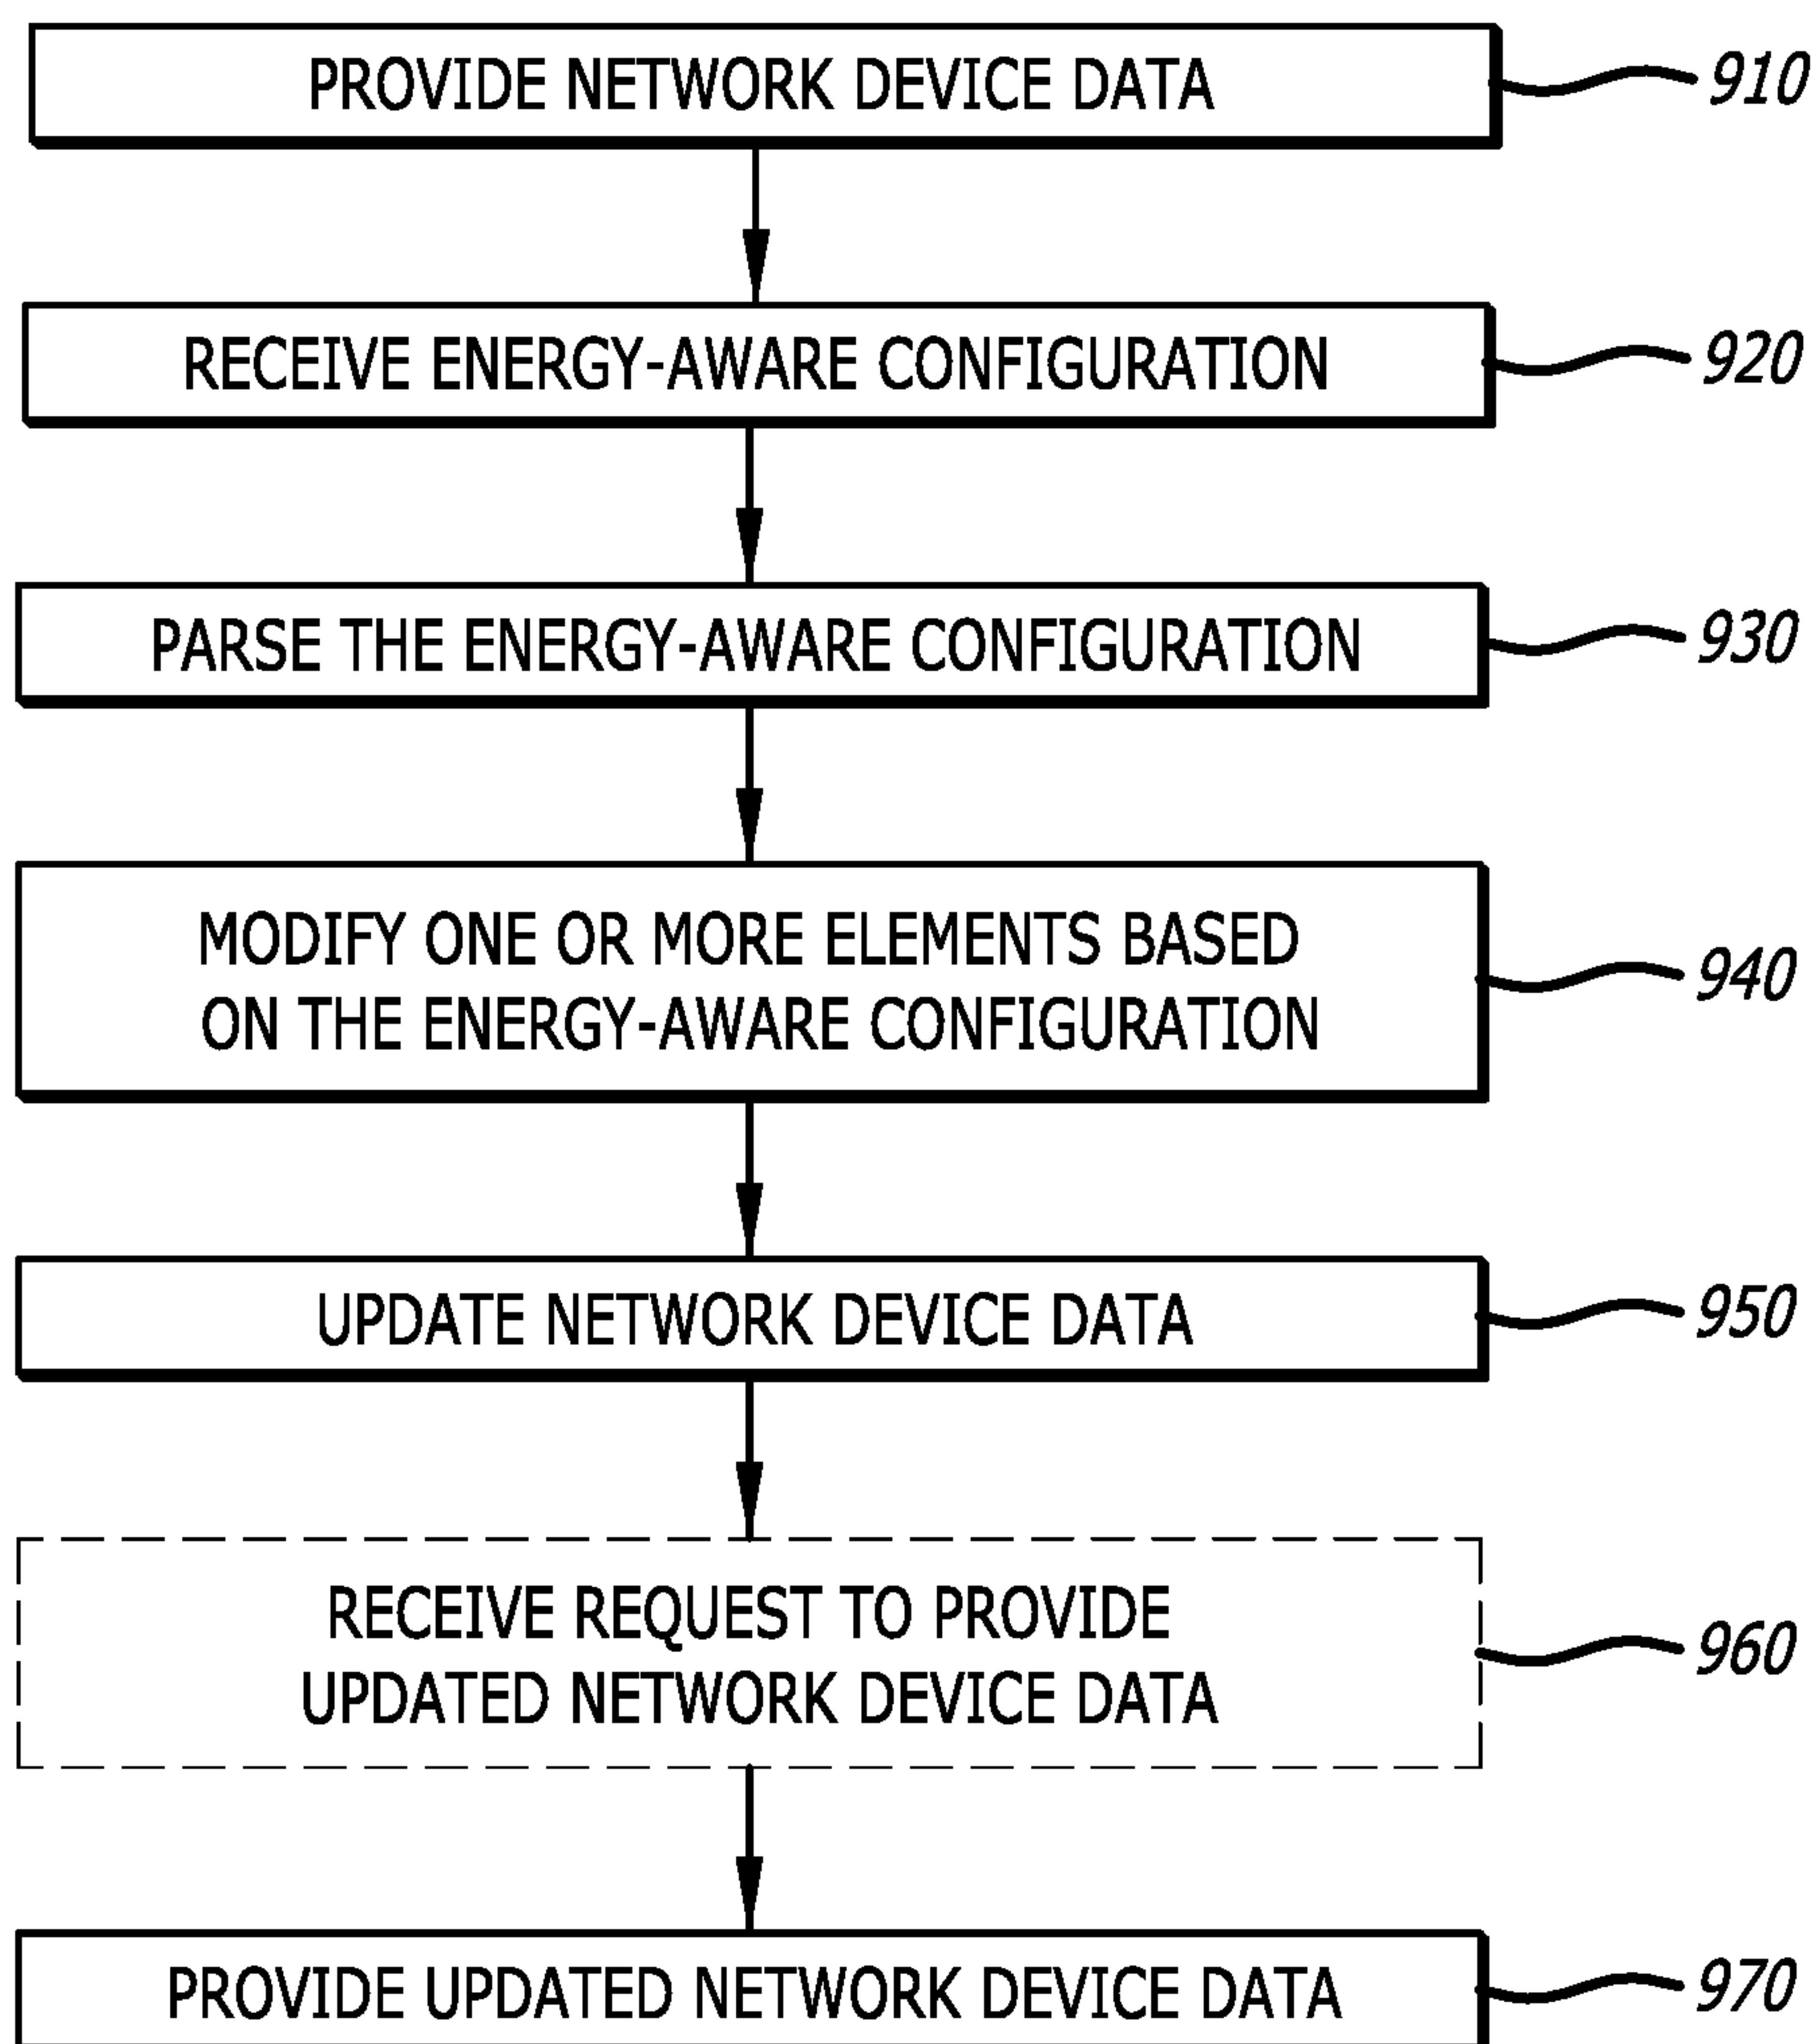 PROVIDE NETWORK DEVICE DATA
910
RECEIVE ENERGY-AWARE CONFIGURATION
920
PARSE THE ENERGY-AWARE CONFIGURATION
930
MODIFY ONE OR MORE ELEMENTS BASED
ON THE ENERGY-AWARE CONFIGURATION
940
UPDATE NETWORK DEVICE DATA
950
RECEIVE REQUEST TO PROVIDE
UPDATED NETWORK DEVICE DATA
960
PROVIDE UPDATED NETWORK DEVICE DATA
970